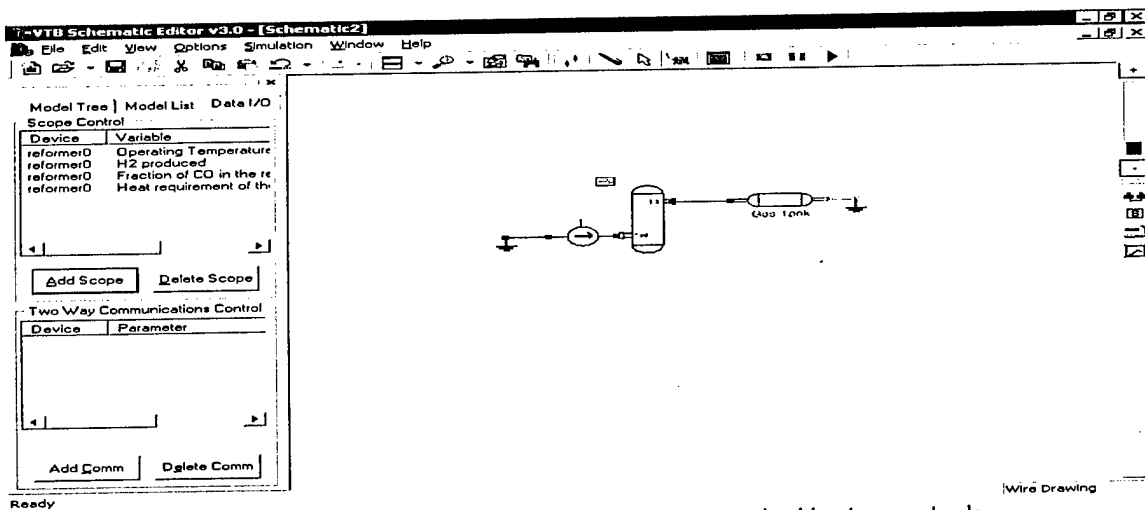 VTB Schematic Editor v3.0 - [Schematic2]
File Edit View Options Simulation Window Help
Model Tree Model List Data I/O
Scope Control
Device Variable
reformer0 Operating Temperature
reformer0 H2 produced
reformer0 Fraction of CO in the re
reformer0 Heat requirement of the
Add Scope Delete Scope
Two Way Communications Control
Device Parameter
Add Comm Delete Comm
Gas Tank
Ready
Wire Drawing